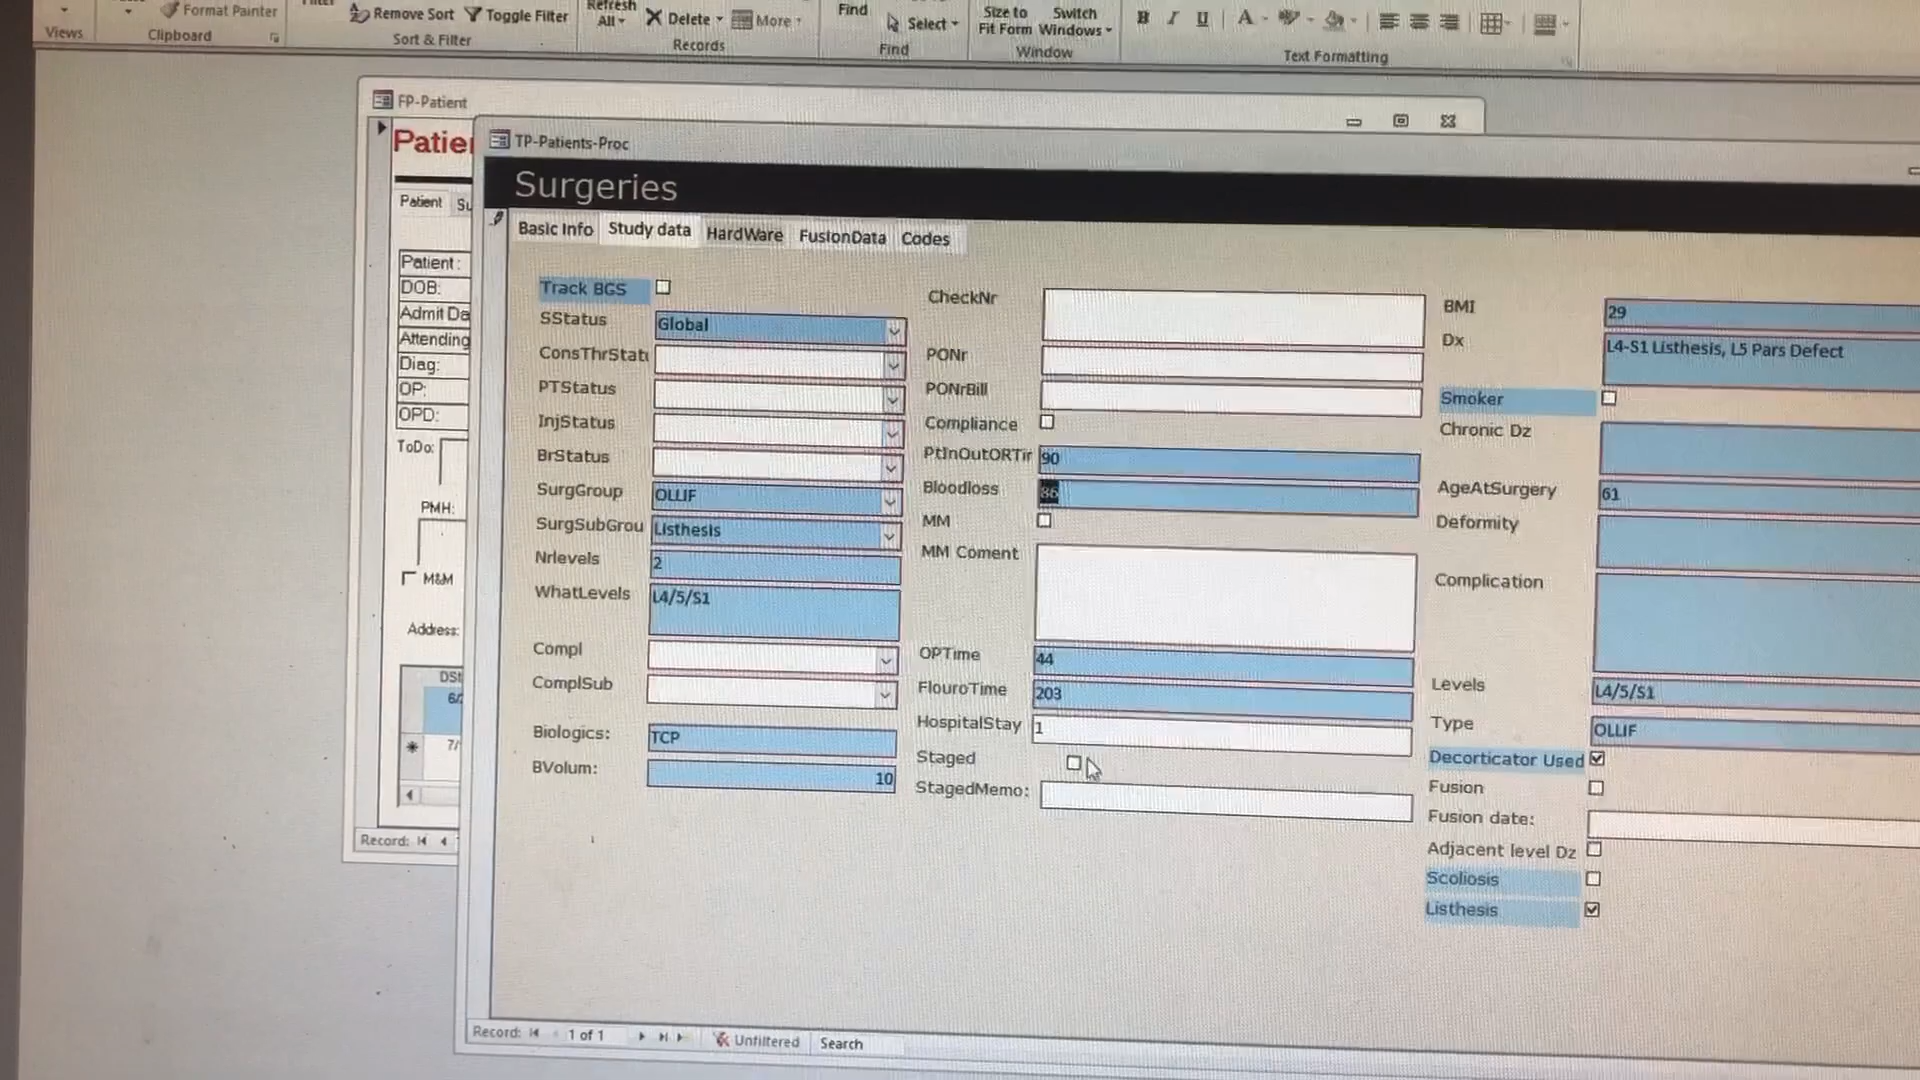 Views
Format Painter
Clipboard
Remove Sort
Toggle Filter
Sort & Filter
Refresh
All
Delete
More
Records
Find
Select
Find
Size to
Fit Form
Switch
Windows
Window
B I U A
Text Formatting
FP-Patient
Patie
TP-Patients-Proc
Surgeries
Patient
Su
Basic Info
Study data
HardWare
FusionData
Codes
Patient:
DOB:
Admit Da
Attending
Diag:
OP:
OPD:
ToDo:
PMH:
M&M
Address:
DSt
6/
7/
Record:
Track BGS
SStatus
Global
ConsThrStat
PTStatus
InjStatus
BrStatus
SurgGroup
OLLIF
SurgSubGrou
Listhesis
Nrlevels
2
WhatLevels
L4/5/S1
Compl
ComplSub
Biologics:
TCP
BVolum:
10
CheckNr
PONr
PONrBill
Compliance
PtInOutORTir
90
Bloodloss
36
MM
MM Coment
OPTime
44
FlouroTime
203
HospitalStay
1
Staged
StagedMemo:
BMI
29
Dx
L4-S1 Listhesis, L5 Pars Defect
Smoker
Chronic Dz
AgeAtSurgery
61
Deformity
Complication
Levels
L4/5/S1
Type
OLLIF
Decorticator Used
Fusion
Fusion date:
Adjacent level Dz
Scoliosis
Listhesis
Record:
1 of 1
Unfiltered
Search